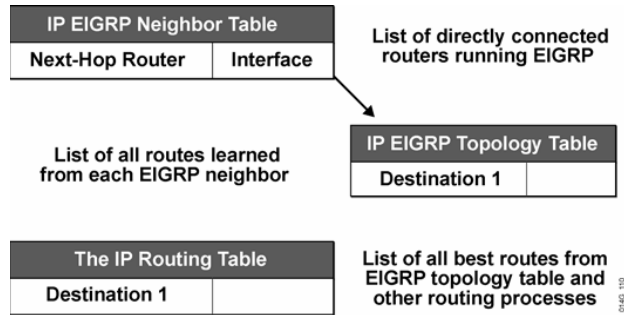 IP EIGRP Neighbor Table
Next-Hop Router Interface
List of directly connected
routers running EIGRP
List of all routes learned
from each EIGRP neighbor
IP EIGRP Topology Table
Destination 1
The IP Routing Table
Destination 1
List of all best routes from
EIGRP topology table and
other routing processes
014G_110